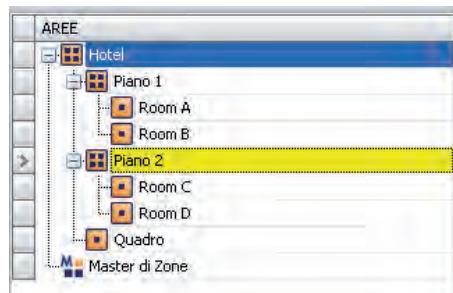 AREE
Hotel
Piano 1
Room A
Room B
Piano 2
Room C
Room D
Quadro
Master di Zone